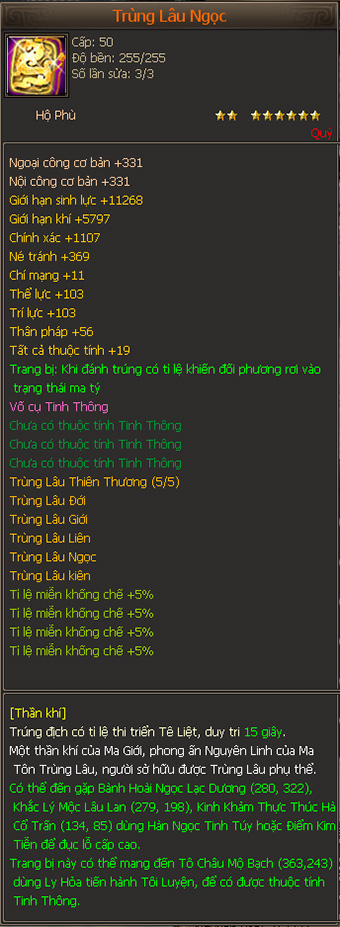 Trùng Lâu Ngọc
Cấp: 50
Độ bền: 255/255
Số lần sửa: 3/3
Hộ Phù
Quý
Ngoại công cơ bản +331
Nội công cơ bản +331
Giới hạn sinh lực +11268
Giới hạn khí +5797
Chính xác +1107
Né tránh +369
Chí mạng +11
Thể lực +103
Trí lực +103
Thân pháp +56
Tất cả thuộc tính +19
Trang bị: Khi đánh trúng có tỉ lệ khiến đối phương rơi vào
trạng thái ma tý
Võ cụ Tinh Thông
Chưa có thuộc tính Tinh Thông
Chưa có thuộc tính Tinh Thông
Chưa có thuộc tính Tinh Thông
Trùng Lâu Thiên Thương (5/5)
Trùng Lâu Đới
Trùng Lâu Giới
Trùng Lâu Liên
Trùng Lâu Ngọc
Trùng Lâu kiên
Tỉ lệ miễn khống chế +5%
Tỉ lệ miễn khống chế +5%
Tỉ lệ miễn khống chế +5%
Tỉ lệ miễn khống chế +5%
[Thần khí]
Trúng địch có tỉ lệ thi triển Tê Liệt, duy trì 15 giây.
Một thần khí của Ma Giới, phong ấn Nguyên Linh của Ma
Tôn Trùng Lâu, người sở hữu được Trùng Lâu phụ thể.
Có thể đến gặp Bành Hoài Ngọc Lạc Dương (280, 322),
Khắc Lý Mộc Lâu Lan (279, 198), Kinh Khảm Thực Thúc Hà
Cổ Trấn (134, 85) dùng Hàn Ngọc Tinh Túy hoặc Điểm Kim
Tiễn để đục lỗ cấp cao.
Trang bị này có thể mang đến Tô Châu Mộ Bạch (363,243)
dùng Ly Hỏa tiến hành Tôi Luyện, để có được thuộc tính
Tinh Thông.